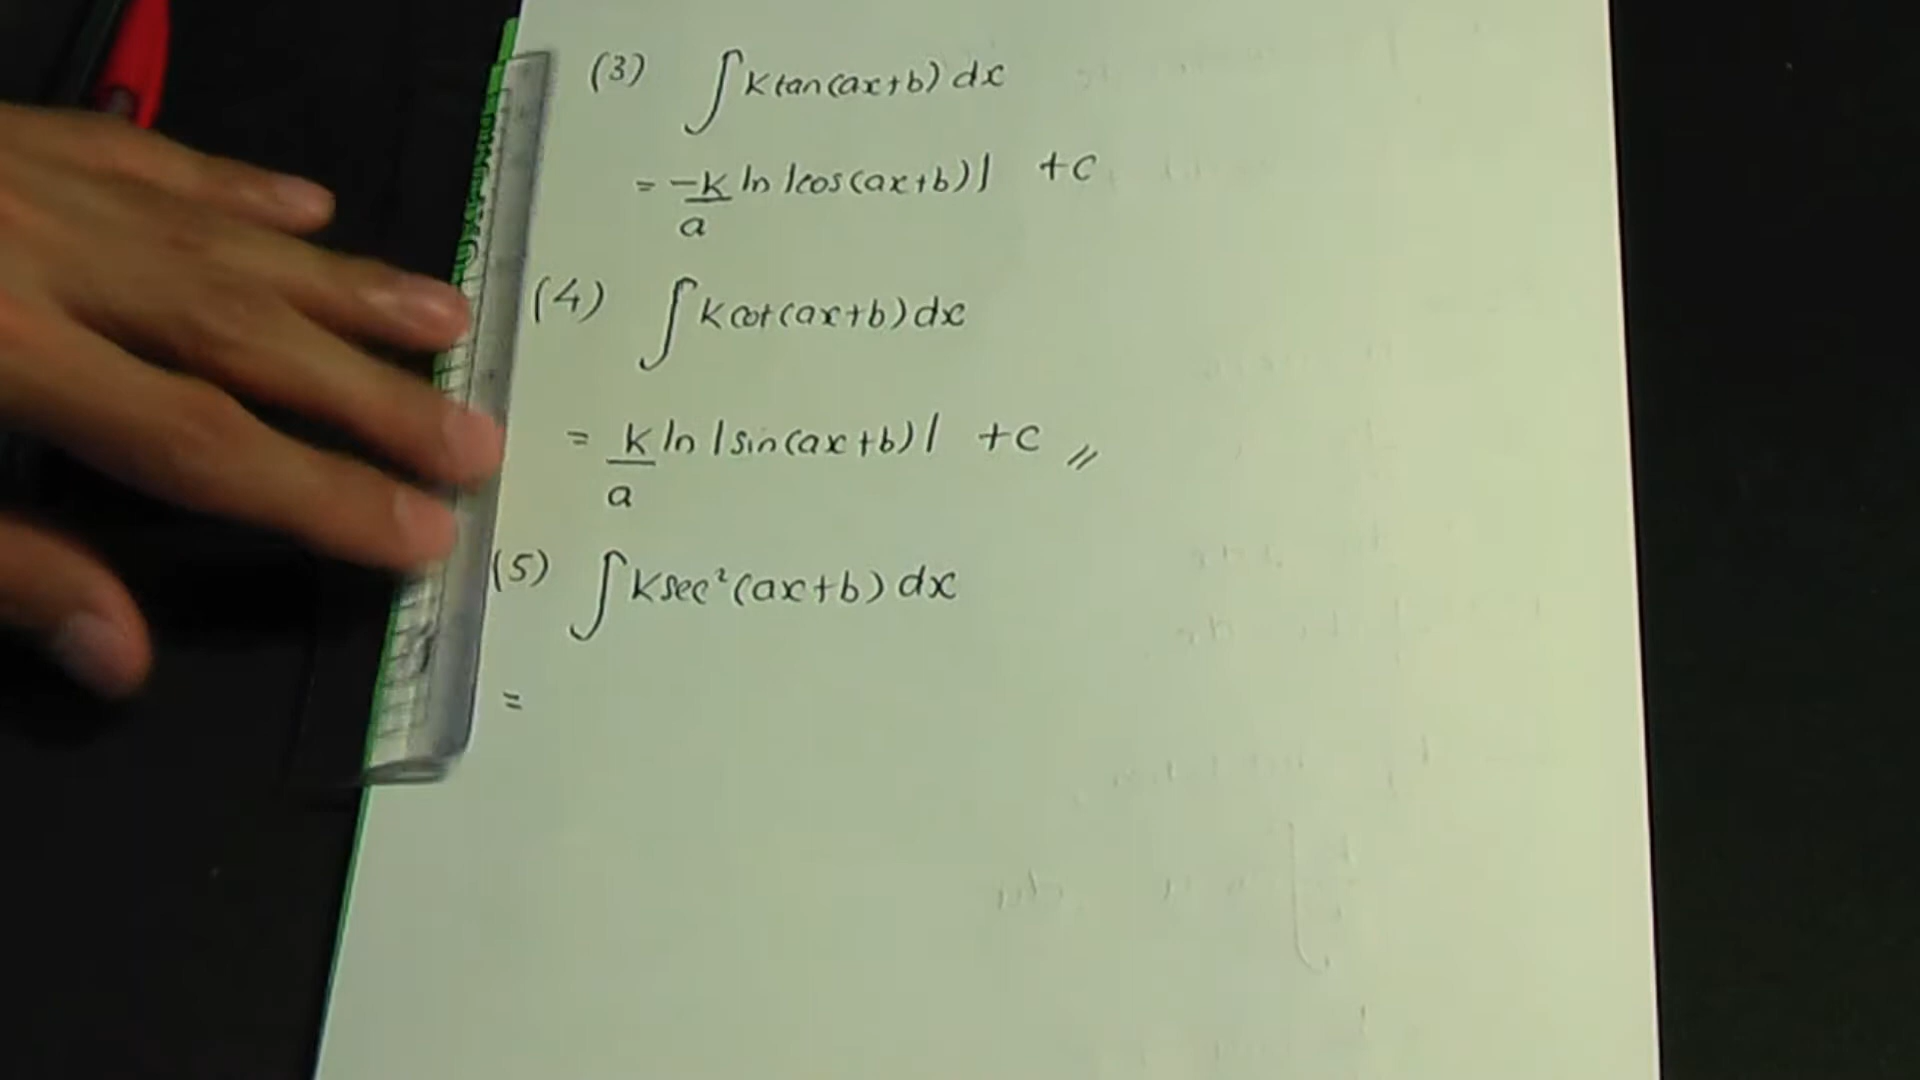 (3) ∫ k tan(ax+b) dx
= -k/a ln |cos(ax+b)| +c
(4) ∫ k cot(ax+b) dx
= k/a ln |sin(ax+b)| +c //
(5) ∫ k sec²(ax+b) dx
=